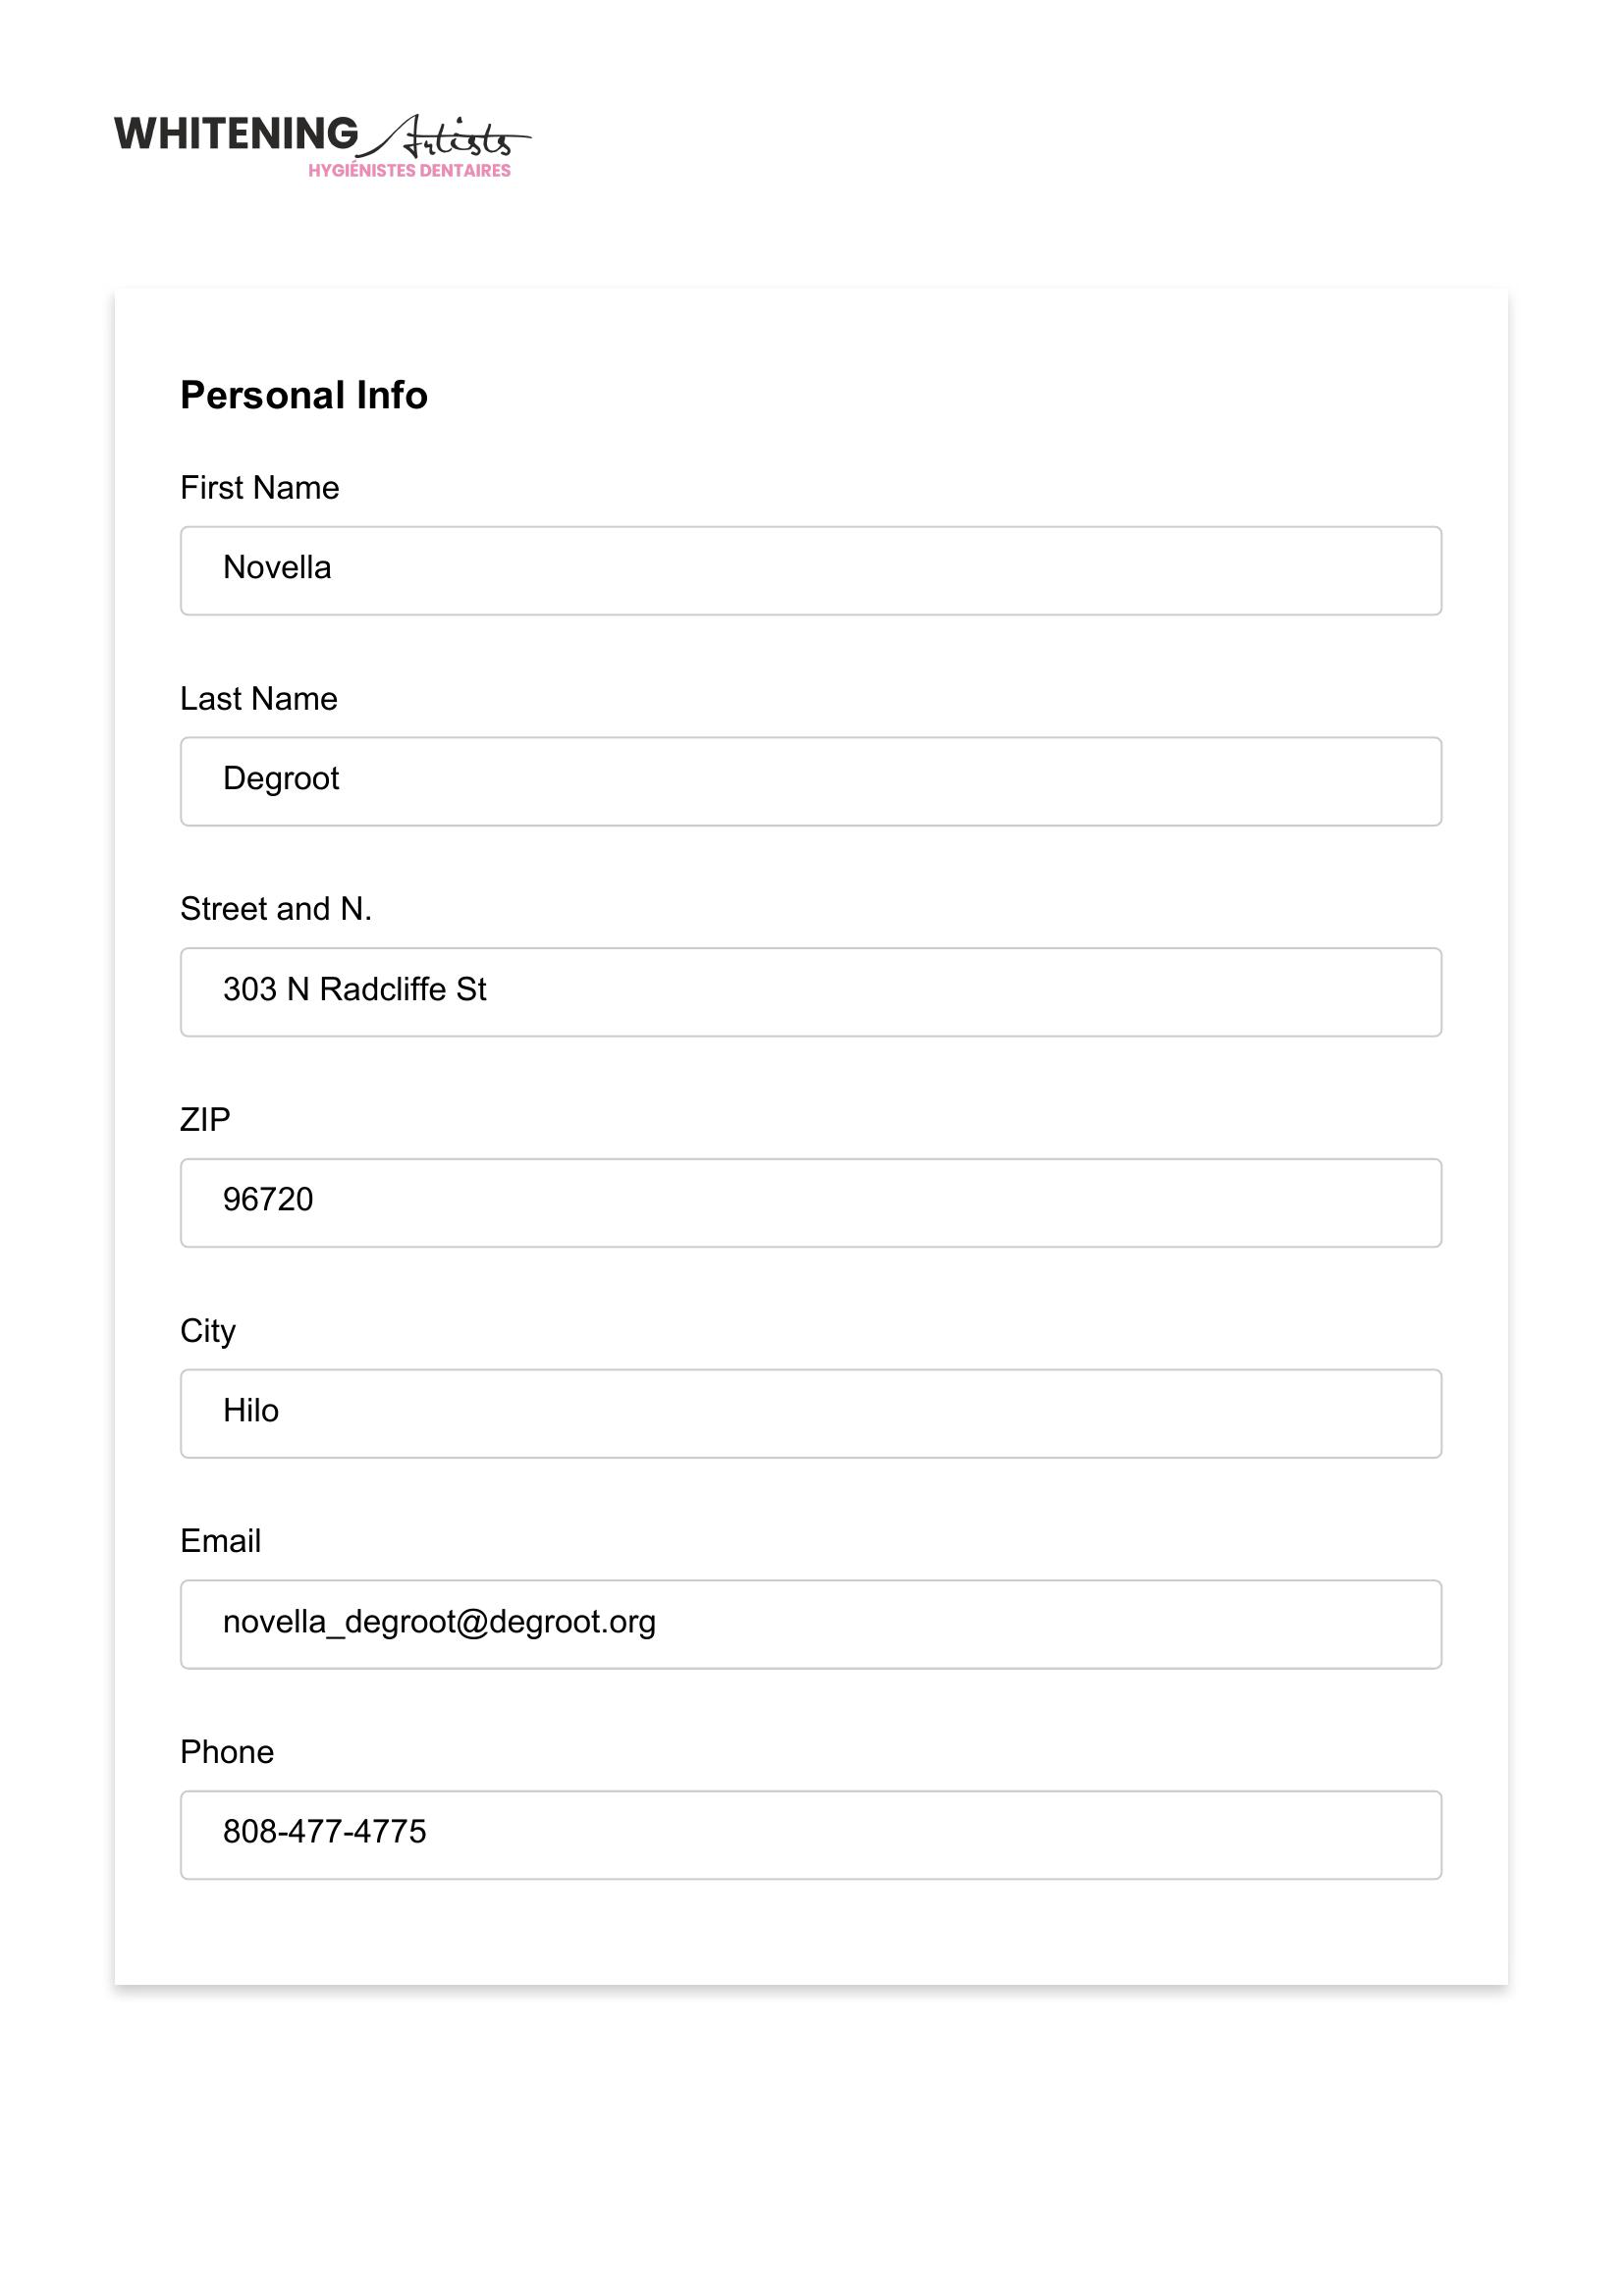 WHITENING Artists
HYGIÉNISTES DENTAIRES
Personal Info
First Name
Novella
Last Name
Degroot
Street and N.
303 N Radcliffe St
ZIP
96720
City
Hilo
Email
novella_degroot@degroot.org
Phone
808-477-4775